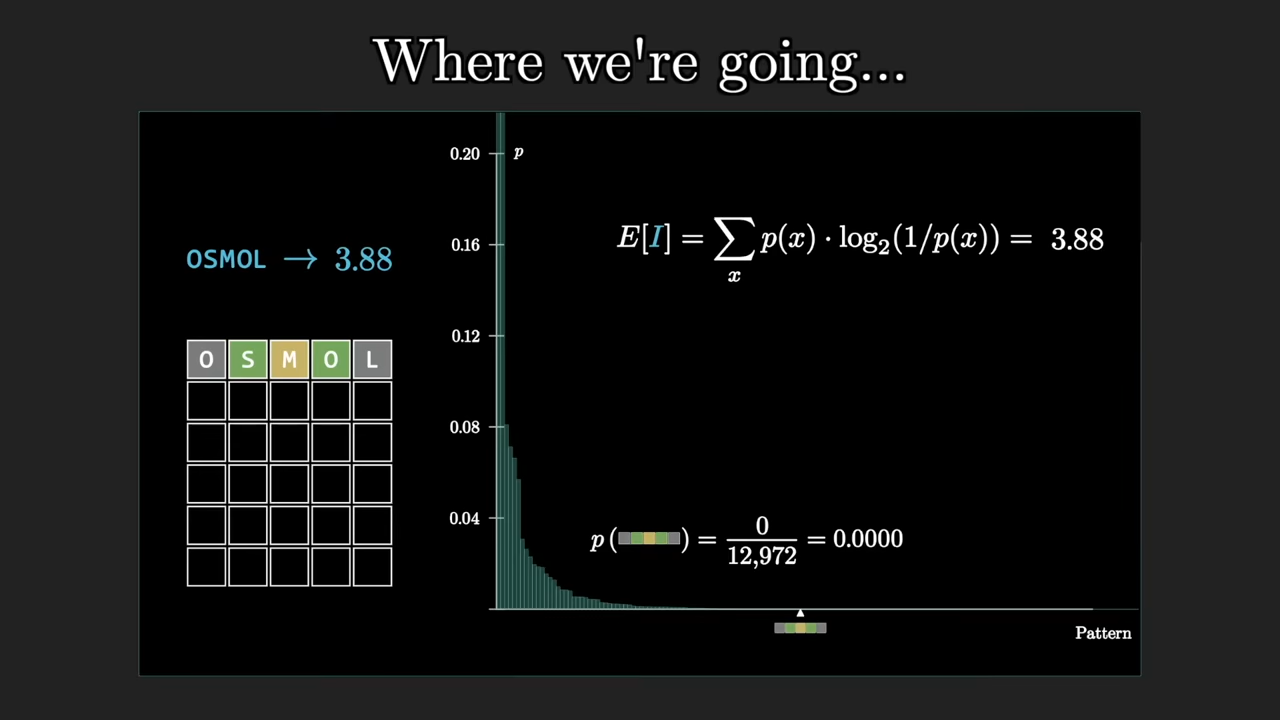 Where we're going...
0.20
p
0.16
E[I] = ∑ₓ p(x) · log₂(1/p(x)) = 3.88
OSMOL → 3.88
0.12
O S M O L
0.08
0.04
p( ) = 0/12,972 = 0.0000
Pattern